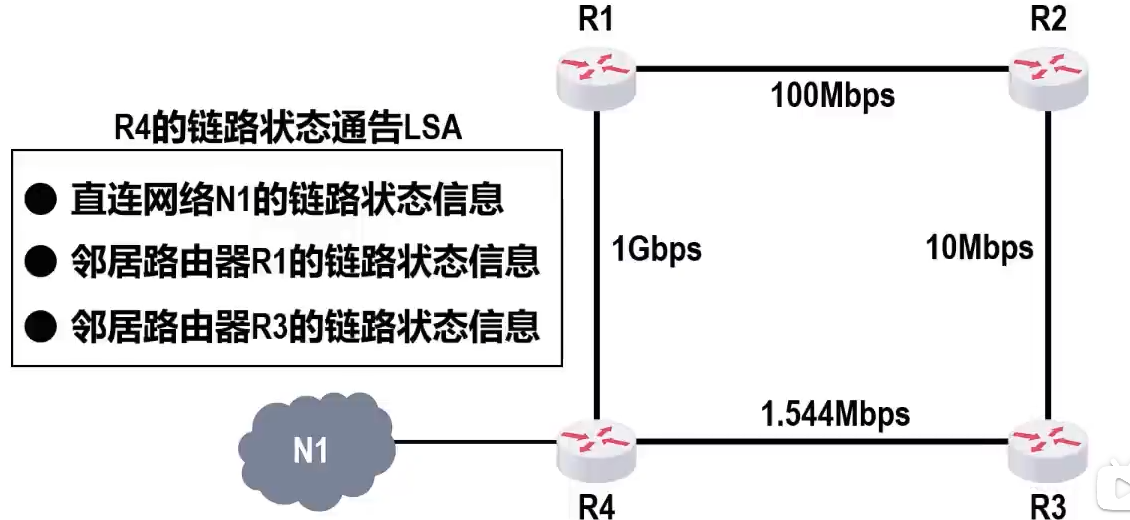 R1
R2
100Mbps
R4的链路状态通告LSA
直连网络N1的链路状态信息
邻居路由器R1的链路状态信息
邻居路由器R3的链路状态信息
1Gbps
10Mbps
1.544Mbps
N1
R4
R3